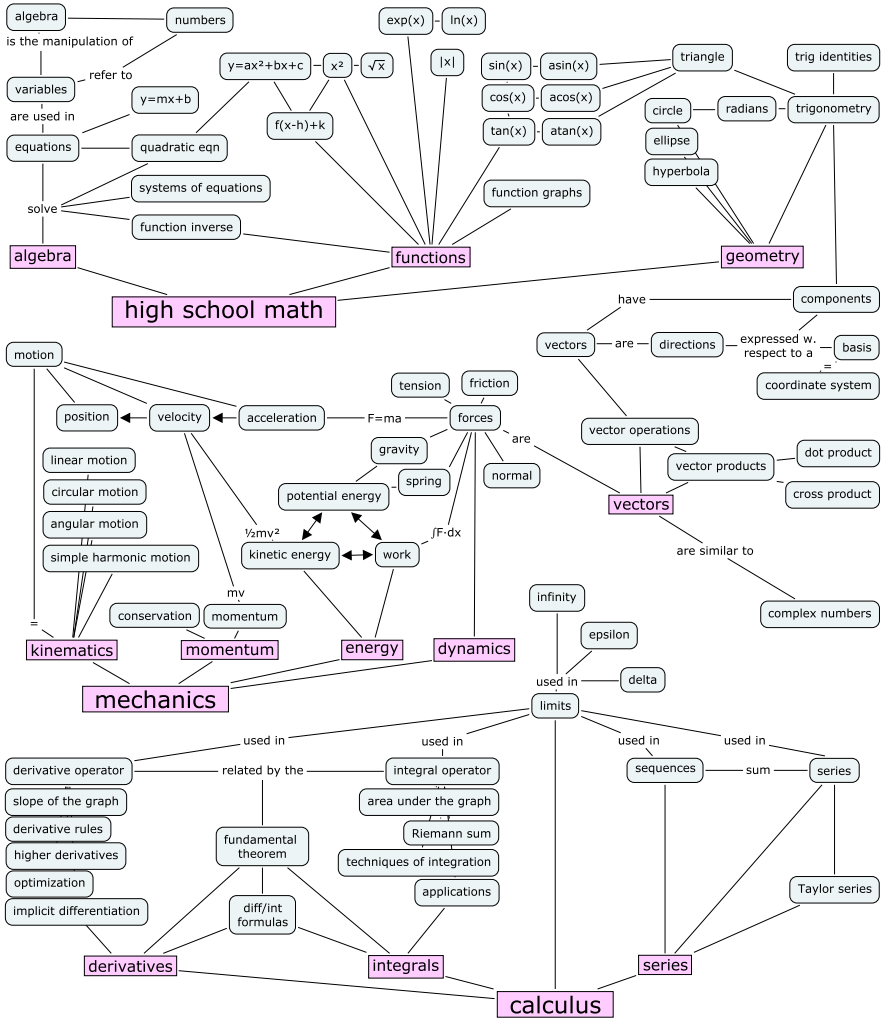 algebra
numbers
is the manipulation of
refer to
variables
are used in
y=mx+b
equations
quadratic eqn
systems of equations
solve
function inverse
algebra
exp(x)
ln(x)
y=ax²+bx+c
x²
√x
|x|
f(x-h)+k
sin(x)
asin(x)
cos(x)
acos(x)
tan(x)
atan(x)
function graphs
functions
triangle
trig identities
circle
radians
trigonometry
ellipse
hyperbola
geometry
high school math
components
have
vectors
are
directions
expressed w.
respect to a
basis
=
coordinate system
vector operations
vector products
dot product
cross product
vectors
are similar to
complex numbers
motion
position
velocity
acceleration
F=ma
forces
tension
friction
are
gravity
spring
normal
potential energy
linear motion
circular motion
angular motion
simple harmonic motion
½mv²
∫F·dx
kinetic energy
work
mv
=
conservation
momentum
kinematics
momentum
energy
dynamics
mechanics
infinity
epsilon
used in
delta
limits
used in
used in
used in
used in
derivative operator
related by the
integral operator
sequences
sum
series
slope of the graph
derivative rules
higher derivatives
optimization
implicit differentiation
fundamental
theorem
diff/int
formulas
area under the graph
Riemann sum
techniques of integration
applications
Taylor series
derivatives
integrals
series
calculus